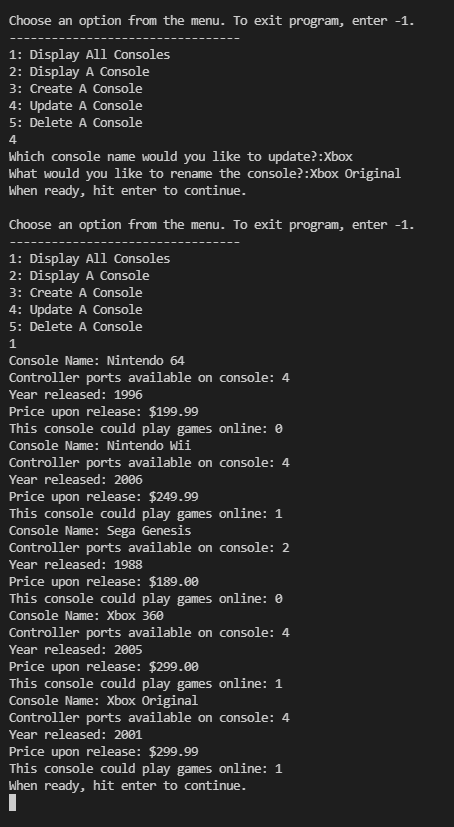 Choose an option from the menu. To exit program, enter -1.
---------------------------------
1: Display All Consoles
2: Display A Console
3: Create A Console
4: Update A Console
5: Delete A Console
4
Which console name would you like to update?:Xbox
What would you like to rename the console?:Xbox Original
When ready, hit enter to continue.
Choose an option from the menu. To exit program, enter -1.
---------------------------------
1: Display All Consoles
2: Display A Console
3: Create A Console
4: Update A Console
5: Delete A Console
1
Console Name: Nintendo 64
Controller ports available on console: 4
Year released: 1996
Price upon release: $199.99
This console could play games online: 0
Console Name: Nintendo Wii
Controller ports available on console: 4
Year released: 2006
Price upon release: $249.99
This console could play games online: 1
Console Name: Sega Genesis
Controller ports available on console: 2
Year released: 1988
Price upon release: $189.00
This console could play games online: 0
Console Name: Xbox 360
Controller ports available on console: 4
Year released: 2005
Price upon release: $299.00
This console could play games online: 1
Console Name: Xbox Original
Controller ports available on console: 4
Year released: 2001
Price upon release: $299.99
This console could play games online: 1
When ready, hit enter to continue.